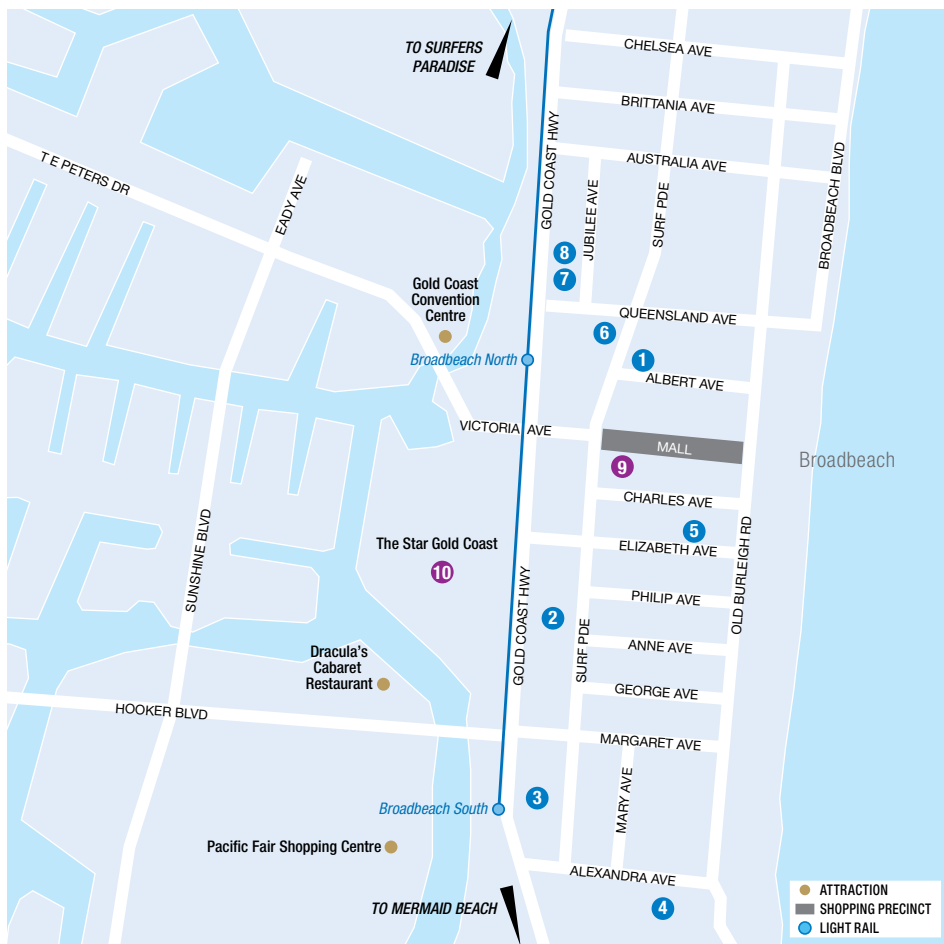 TO SURFERS
PARADISE
CHELSEA AVE
BRITTANIA AVE
AUSTRALIA AVE
GOLD COAST HWY
JUBILEE AVE
SURF PDE
BROADBEACH BLVD
T E PETERS DR
EADY AVE
8
7
Gold Coast
Convention
Centre
QUEENSLAND AVE
6
1
Broadbeach North
ALBERT AVE
VICTORIA AVE
MALL
9
Broadbeach
CHARLES AVE
5
The Star Gold Coast
10
ELIZABETH AVE
OLD BURLEIGH RD
SUNSHINE BLVD
GOLD COAST HWY
2
SURF PDE
PHILIP AVE
ANNE AVE
Dracula's
Cabaret
Restaurant
GEORGE AVE
HOOKER BLVD
MARGARET AVE
3
MARY AVE
Broadbeach South
Pacific Fair Shopping Centre
ALEXANDRA AVE
4
TO MERMAID BEACH
ATTRACTION
SHOPPING PRECINCT
LIGHT RAIL